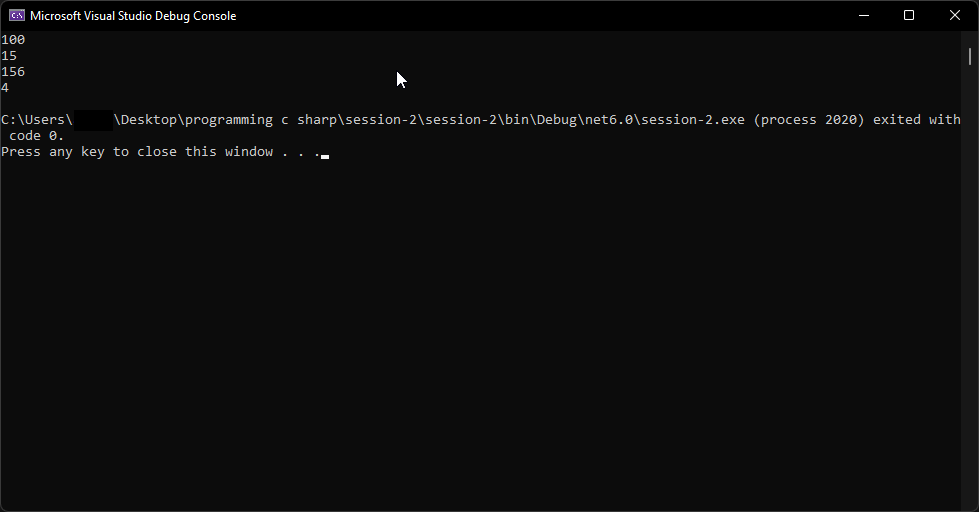 Microsoft Visual Studio Debug Console
100
15
156
4
C:\Users\ \Desktop\programming c sharp\session-2\session-2\bin\Debug\net6.0\session-2.exe (process 2020) exited with
code 0.
Press any key to close this window . . .